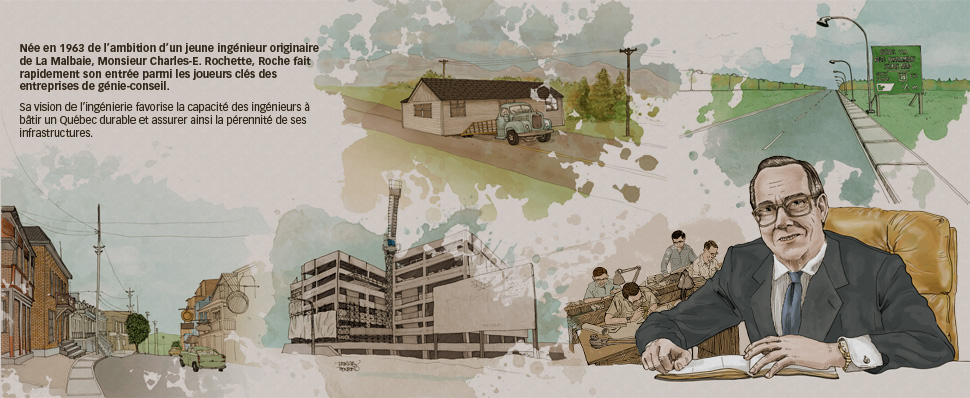 Née en 1963 de l'ambition d'un jeune ingénieur originaire
de La Malbaie, Monsieur Charles-E. Rochette, Roche fait
rapidement son entrée parmi les joueurs clés des
entreprises de génie-conseil.
Sa vision de l'ingénierie favorise la capacité des ingénieurs à
bâtir un Québec durable et assurer ainsi la pérennité de ses
infrastructures.